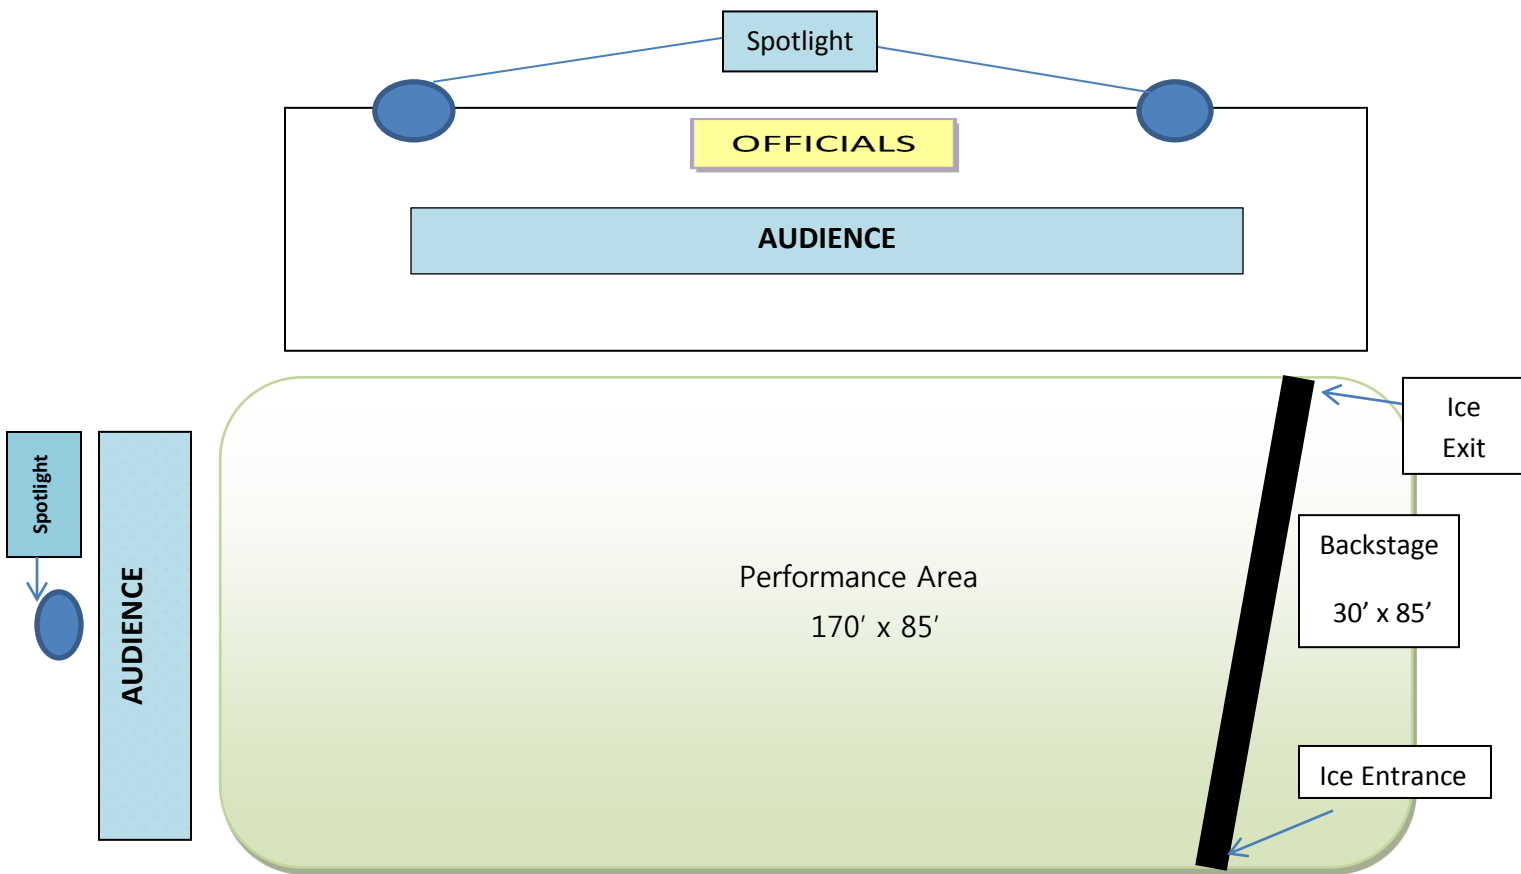 Spotlight
OFFICIALS
AUDIENCE
Ice
Exit
Spotlight
AUDIENCE
Backstage
30’ x 85’
Performance Area
170’ x 85’
Ice Entrance